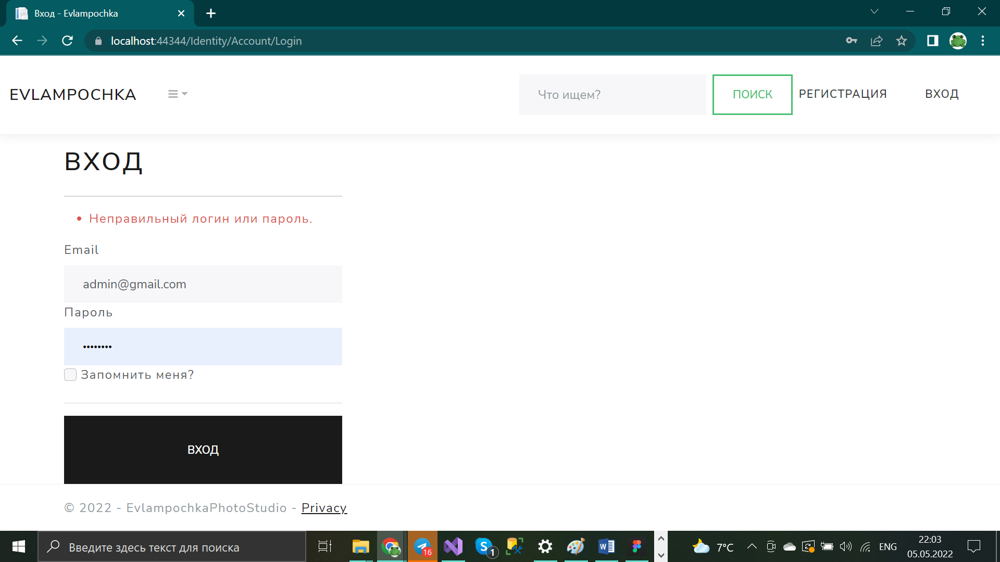 Вход - Evlampochka
localhost:44344/Identity/Account/Login
EVLAMPOCHKA
Что ищем?
ПОИСК
РЕГИСТРАЦИЯ
ВХОД
ВХОД
Неправильный логин или пароль.
Email
admin@gmail.com
Пароль
••••••••
Запомнить меня?
ВХОД
© 2022 - EvlampochkaPhotoStudio - Privacy
Введите здесь текст для поиска
16
S
1
W
7°C
ENG
22:03
05.05.2022